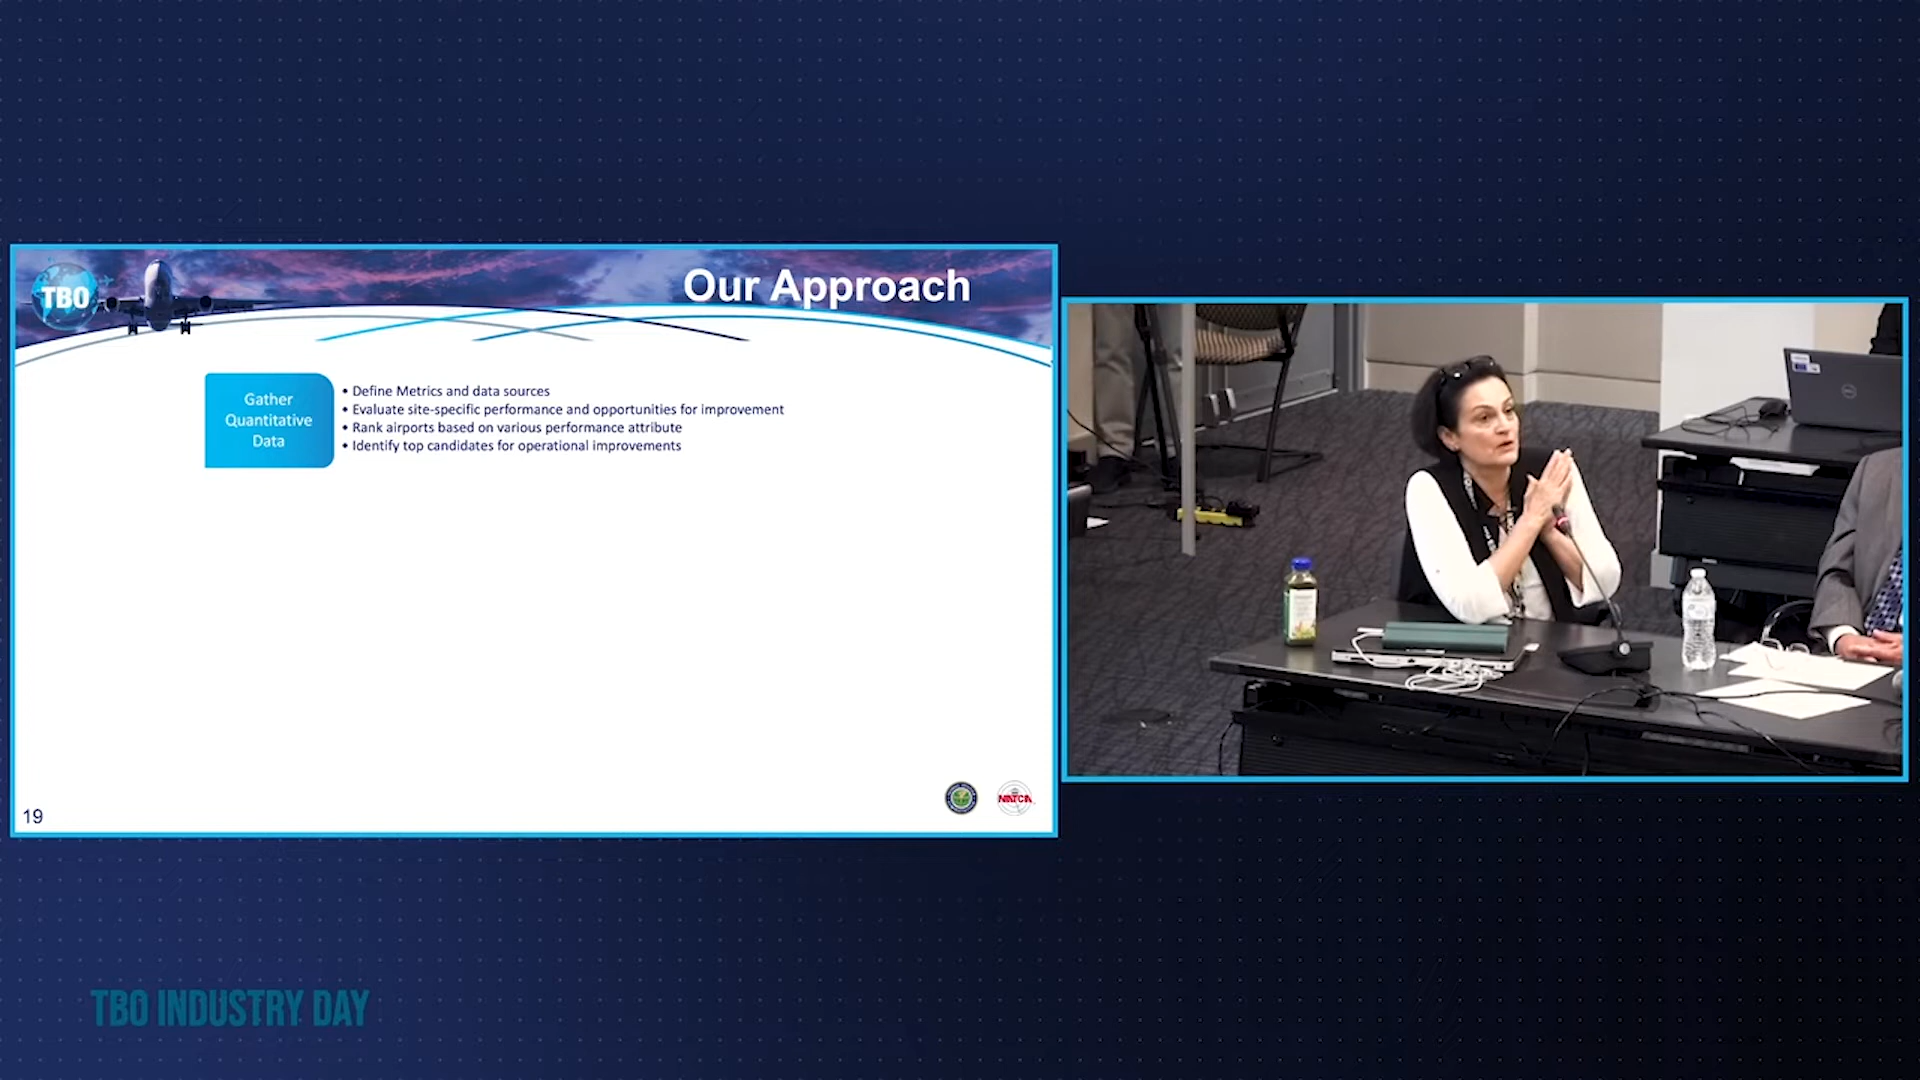 TBO
Our Approach
Gather
Quantitative
Data
• Define Metrics and data sources
• Evaluate site-specific performance and opportunities for improvement
• Rank airports based on various performance attribute
• Identify top candidates for operational improvements
19
NATCA
TBO INDUSTRY DAY